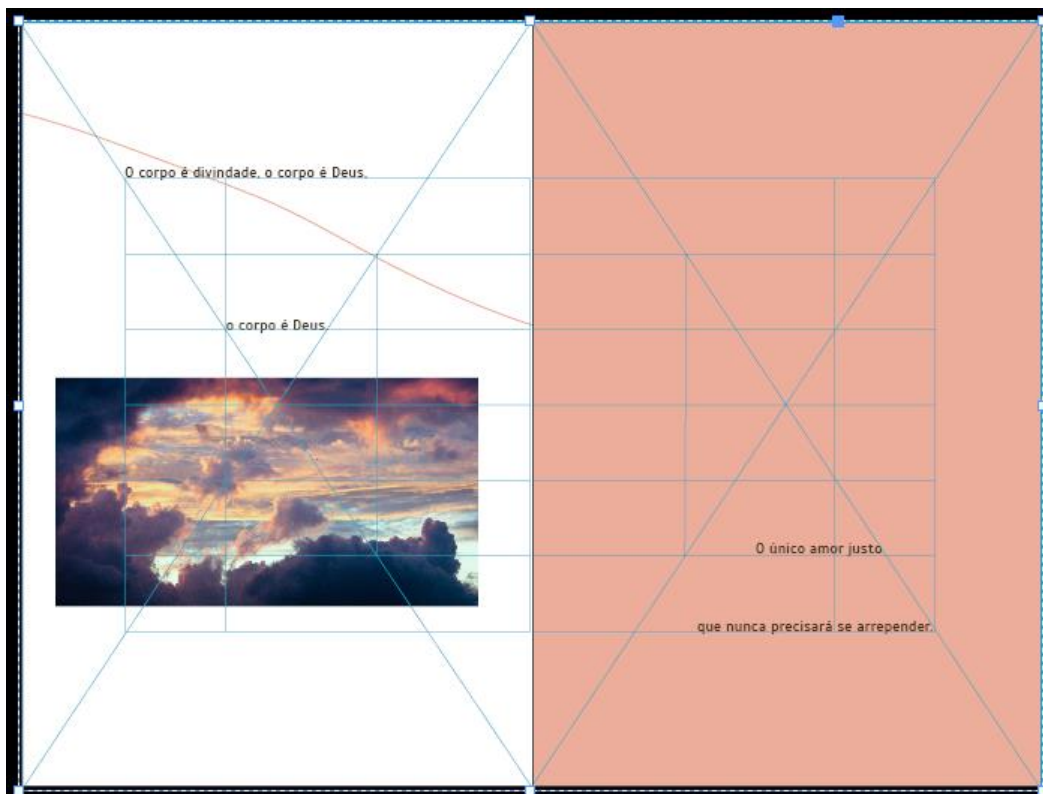 O corpo é divindade, o corpo é Deus,
o corpo é Deus.
O único amor justo
que nunca precisará se arrepender.